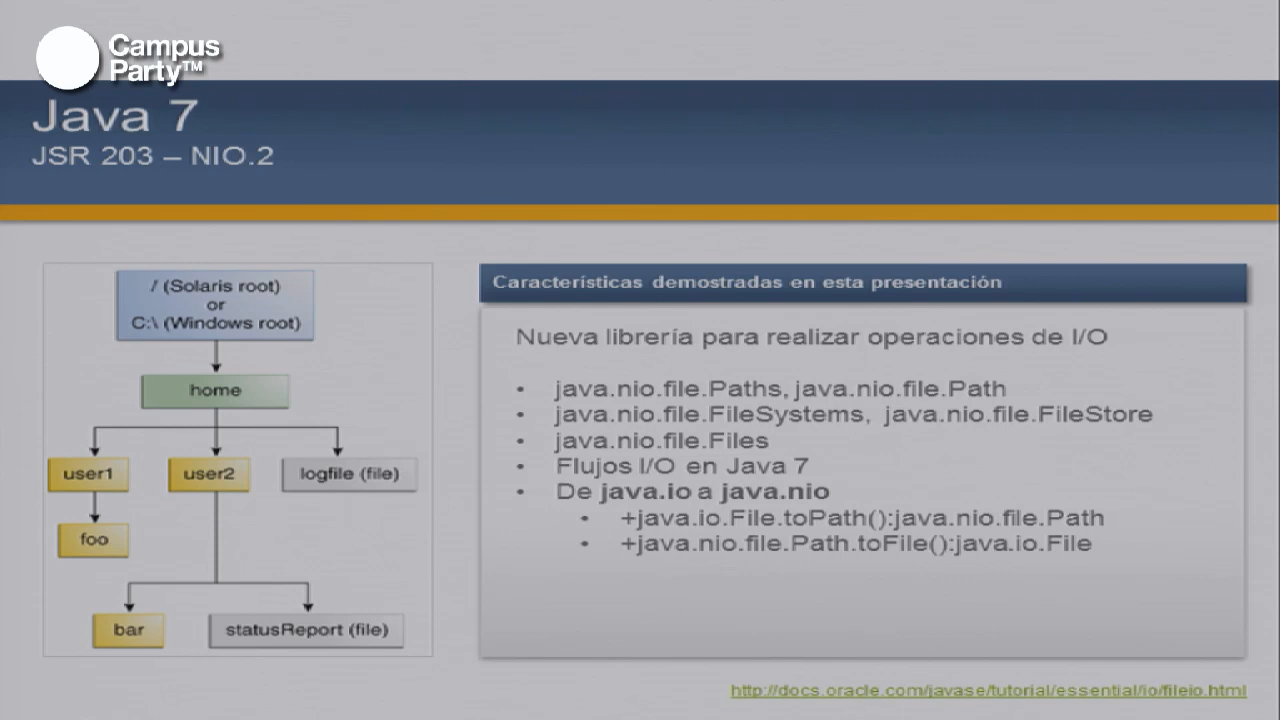 Campus
Party™
Java 7
JSR 203 – NIO.2
/ (Solaris root)
or
C:\ (Windows root)
home
user1
user2
logfile (file)
foo
bar
statusReport (file)
Características demostradas en esta presentación
Nueva librería para realizar operaciones de I/O
• java.nio.file.Paths, java.nio.file.Path
• java.nio.file.FileSystems, java.nio.file.FileStore
• java.nio.file.Files
• Flujos I/O en Java 7
• De java.io a java.nio
• +java.io.File.toPath():java.nio.file.Path
• +java.nio.file.Path.toFile():java.io.File
http://docs.oracle.com/javase/tutorial/essential/io/fileio.html